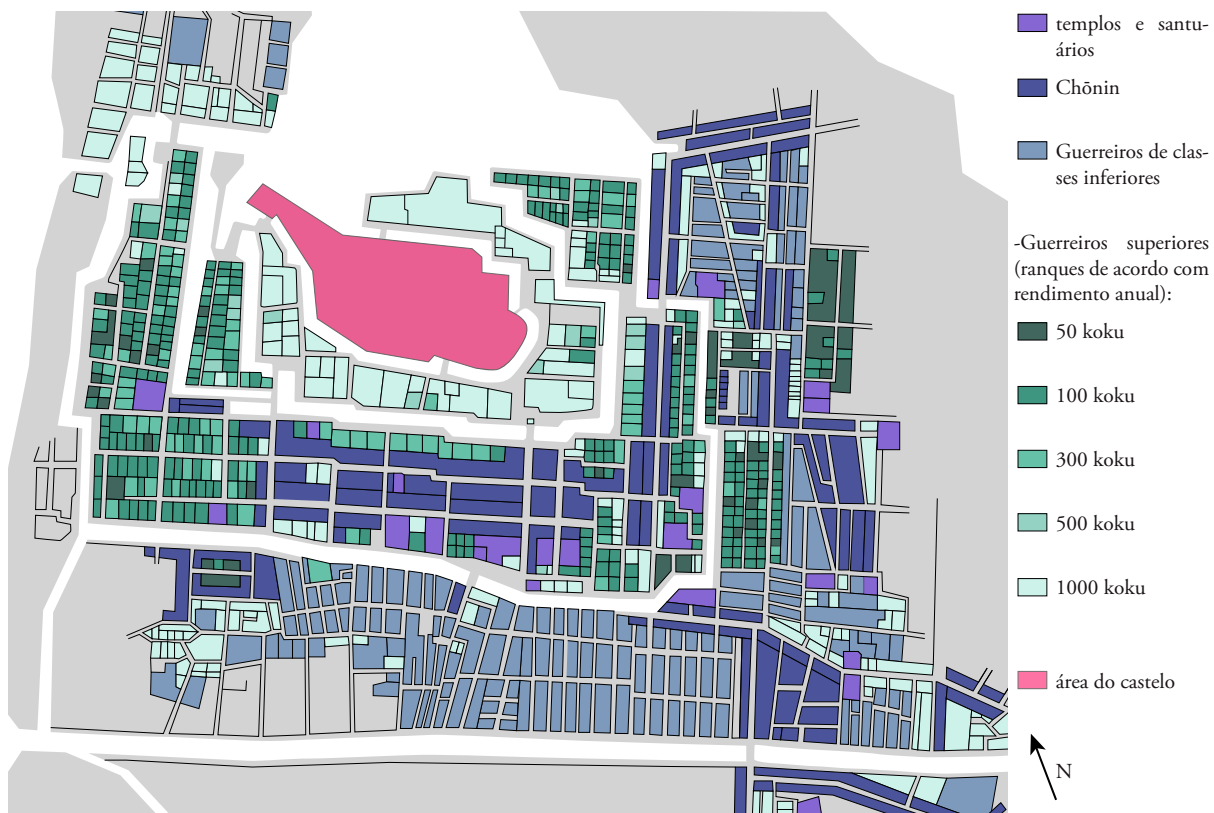 templos e santu-
ários
Chōnin
Guerreiros de clas-
ses inferiores
-Guerreiros superiores
(ranques de acordo com
rendimento anual):
50 koku
100 koku
300 koku
500 koku
1000 koku
área do castelo
N